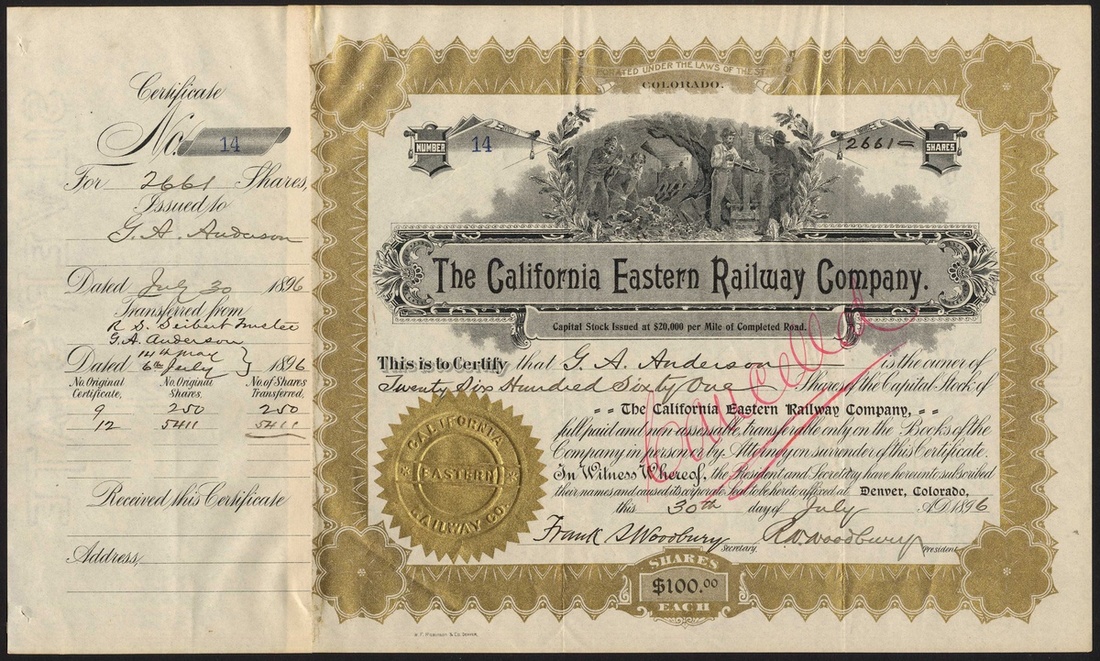 Certificate
No. 14
For 2661 Shares,
Issued to
G. A. Anderson
Dated July 30 1896
Transferred from
R S. Seibert Trustee
G. A. Anderson
14th May
Dated 6th July } 1896
No. Original Certificate, No. Original Shares. No. of Shares Transferred.
9 250 250
12 5411 5411
Received this Certificate
Address,
PORATED UNDER THE LAWS OF THE ST
COLORADO.
NUMBER 14
2661= SHARES
The California Eastern Railway Company.
Capital Stock Issued at $20,000 per Mile of Completed Road.
This is to Certify that G. A. Anderson is the owner of
Twenty Six Hundred Sixty One Shares of the Capital Stock of
The California Eastern Railway Company,
full paid and non-assessable, transferable only on the Books of the
Company in person or by Attorney on surrender of this Certificate.
In Witness Whereof, the President and Secretary have hereunto subscribed
their names and caused its corporate Seal to be hereto affixed at Denver, Colorado,
this 30th day of July A.D. 1896
Cancelled
CALIFORNIA
EASTERN
RAILWAY CO.
Frank S Woodbury Secretary. R. W. Woodbury President
SHARES
$100.00
EACH